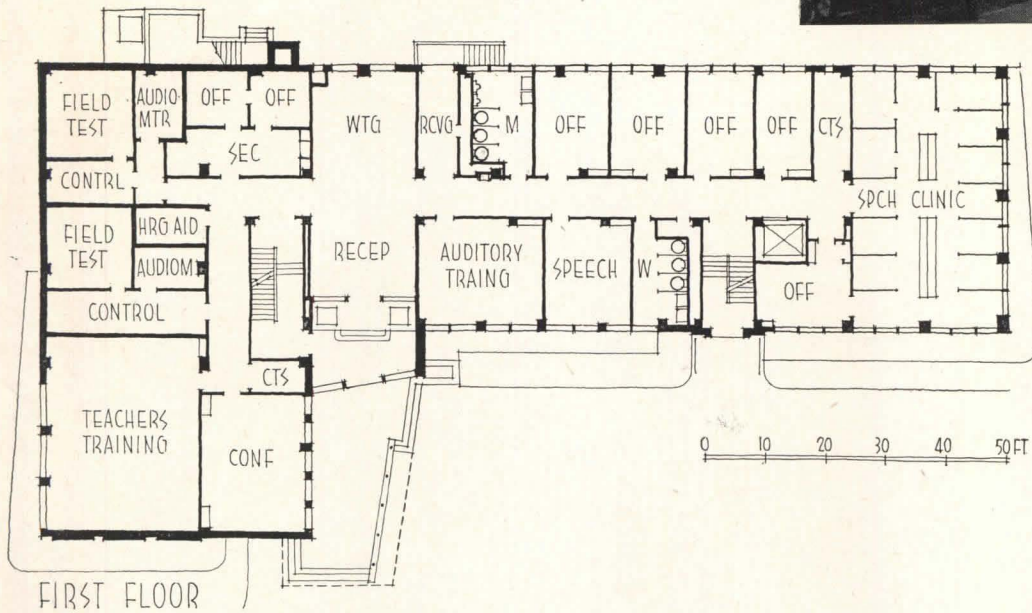 FIELD
TEST
AUDIO-
MTR
OFF
OFF
SEC
WTG
RCVG
M
OFF
OFF
OFF
OFF
CTS
CONTRL
SPCH CLINIC
FIELD
TEST
HRG AID
AUDIOM
CONTROL
RECEP
AUDITORY
TRAING
SPEECH
W
OFF
CTS
TEACHERS
TRAINING
CONF
0 10 20 30 40 50 FT
FIRST FLOOR